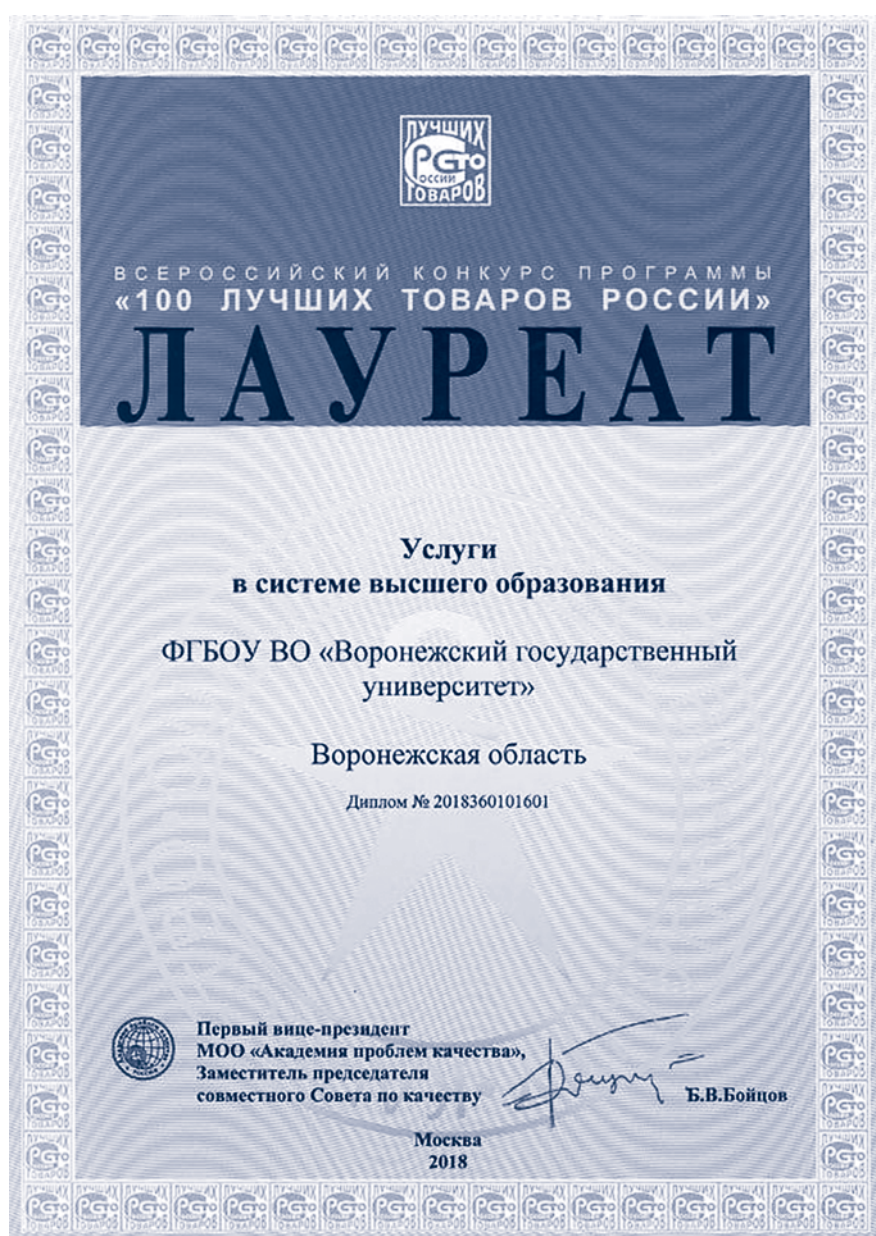 ЛУЧШИХ
РСто
РОССИИ
ТОВАРОВ
ВСЕРОССИЙСКИЙ КОНКУРС ПРОГРАММЫ
«100 ЛУЧШИХ ТОВАРОВ РОССИИ»
ЛАУРЕАТ
Услуги
в системе высшего образования
ФГБОУ ВО «Воронежский государственный
университет»
Воронежская область
Диплом № 2018360101601
Первый вице-президент
МОО «Академия проблем качества»,
Заместитель председателя
совместного Совета по качеству
Б.В.Бойцов
Москва
2018